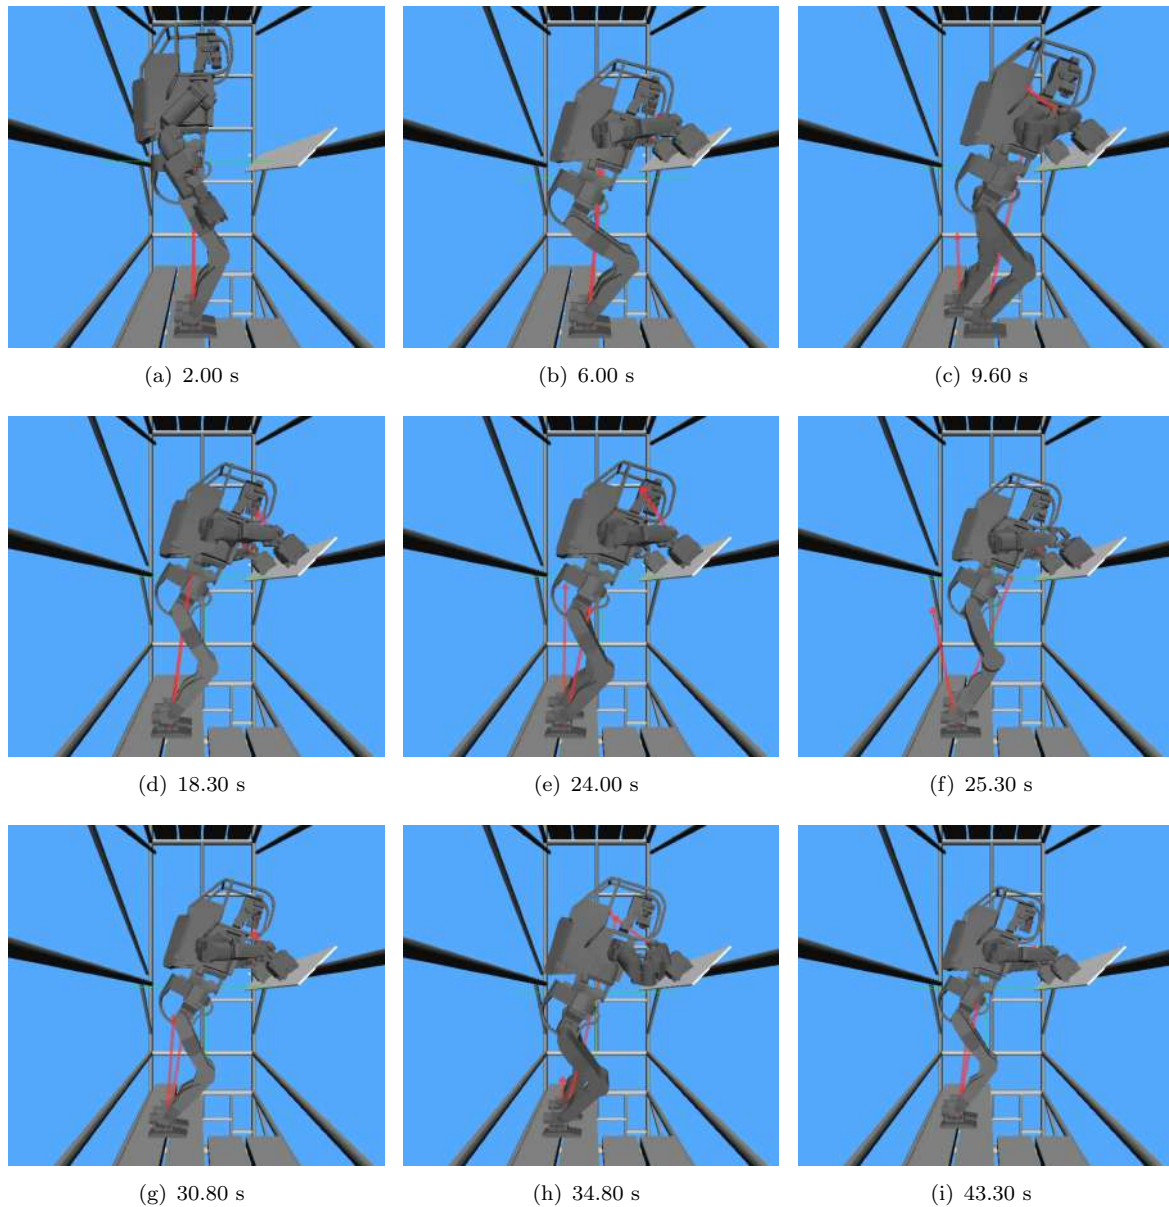 (a) 2.00 s (b) 6.00 s (c) 9.60 s
(d) 18.30 s (e) 24.00 s (f) 25.30 s
(g) 30.80 s (h) 34.80 s (i) 43.30 s